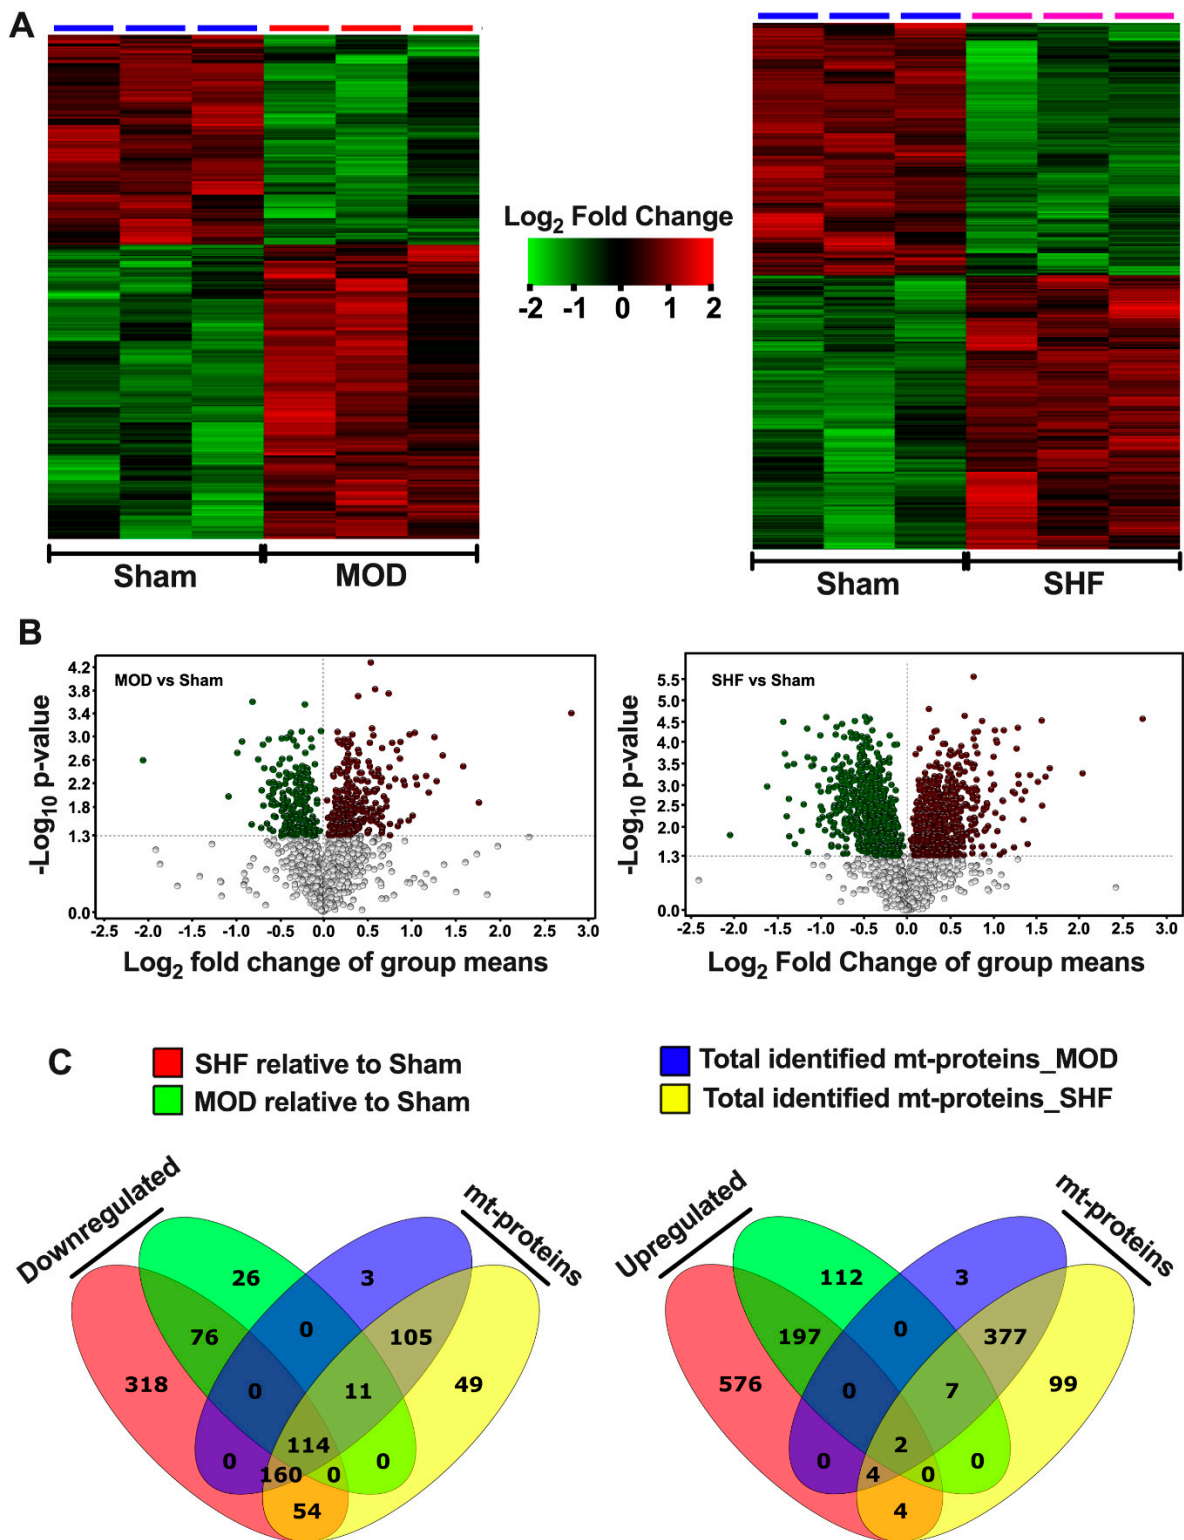 A
Log₂ Fold Change
-2 -1 0 1 2
Sham MOD
Sham SHF
B
MOD vs Sham
4.2
3.8
3.4
3.0
2.6
2.2
1.8
1.3
0.0
-Log₁₀ p-value
-2.5 -2.0 -1.5 -1.0 -0.5 0.0 0.5 1.0 1.5 2.0 2.5 3.0
Log₂ fold change of group means
SHF vs Sham
5.5
5.0
4.5
4.0
3.5
3.0
2.5
2.0
1.3
0.0
-Log₁₀ p-value
-2.5 -2.0 -1.5 -1.0 -0.5 0.0 0.5 1.0 1.5 2.0 2.5 3.0
Log₂ Fold Change of group means
C
SHF relative to Sham
MOD relative to Sham
Total identified mt-proteins_MOD
Total identified mt-proteins_SHF
Downregulated
mt-proteins
26 3
0
76 105
318 0 11 49
114
0 160 0 0
54
Upregulated
mt-proteins
112 3
0
197 377
576 0 7 99
2
0 4 0 0
4